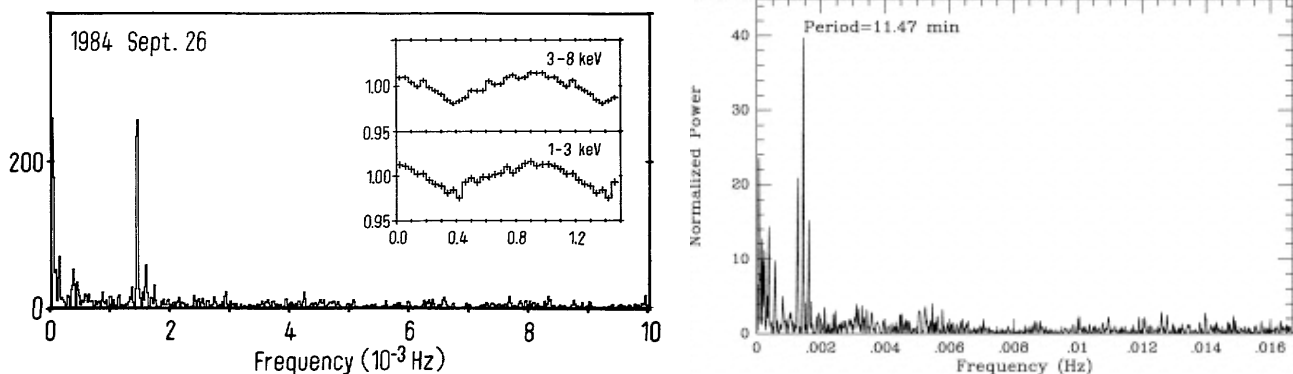 1984 Sept. 26
3-8 keV
1.00
0.95
1-3 keV
1.00
0.95
0.0 0.4 0.8 1.2
200
0
0 2 4 6 8 10
Frequency (10⁻³ Hz)
Period=11.47 min
40
30
20
10
0
Normalized Power
0 .002 .004 .006 .008 .01 .012 .014 .016
Frequency (Hz)